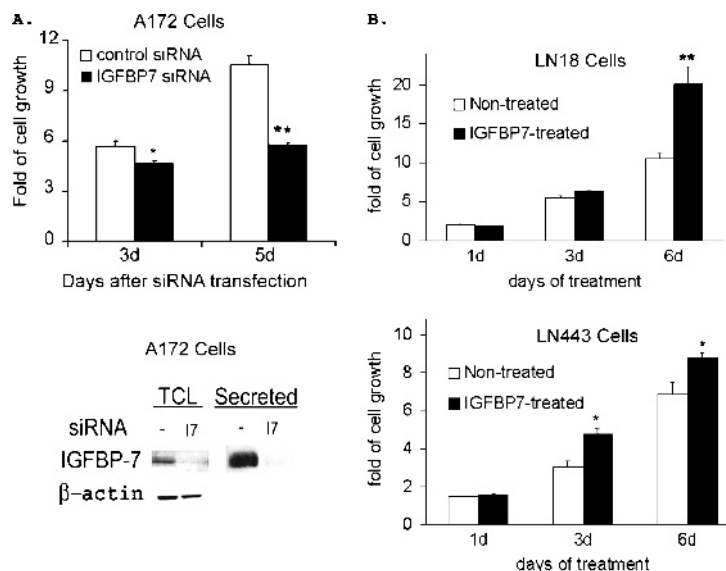 A.
A172 Cells
12
9
6
3
0
Fold of cell growth
control siRNA
IGFBP7 siRNA
*
**
3d
5d
Days after siRNA transfection
A172 Cells
TCL Secreted
siRNA - I7 - I7
IGFBP-7
β-actin
B.
LN18 Cells
20
15
10
5
0
fold of cell growth
Non-treated
IGFBP7-treated
**
1d
3d
6d
days of treatment
LN443 Cells
10
8
6
4
2
0
fold of cell growth
Non-treated
IGFBP7-treated
*
*
1d
3d
6d
days of treatment